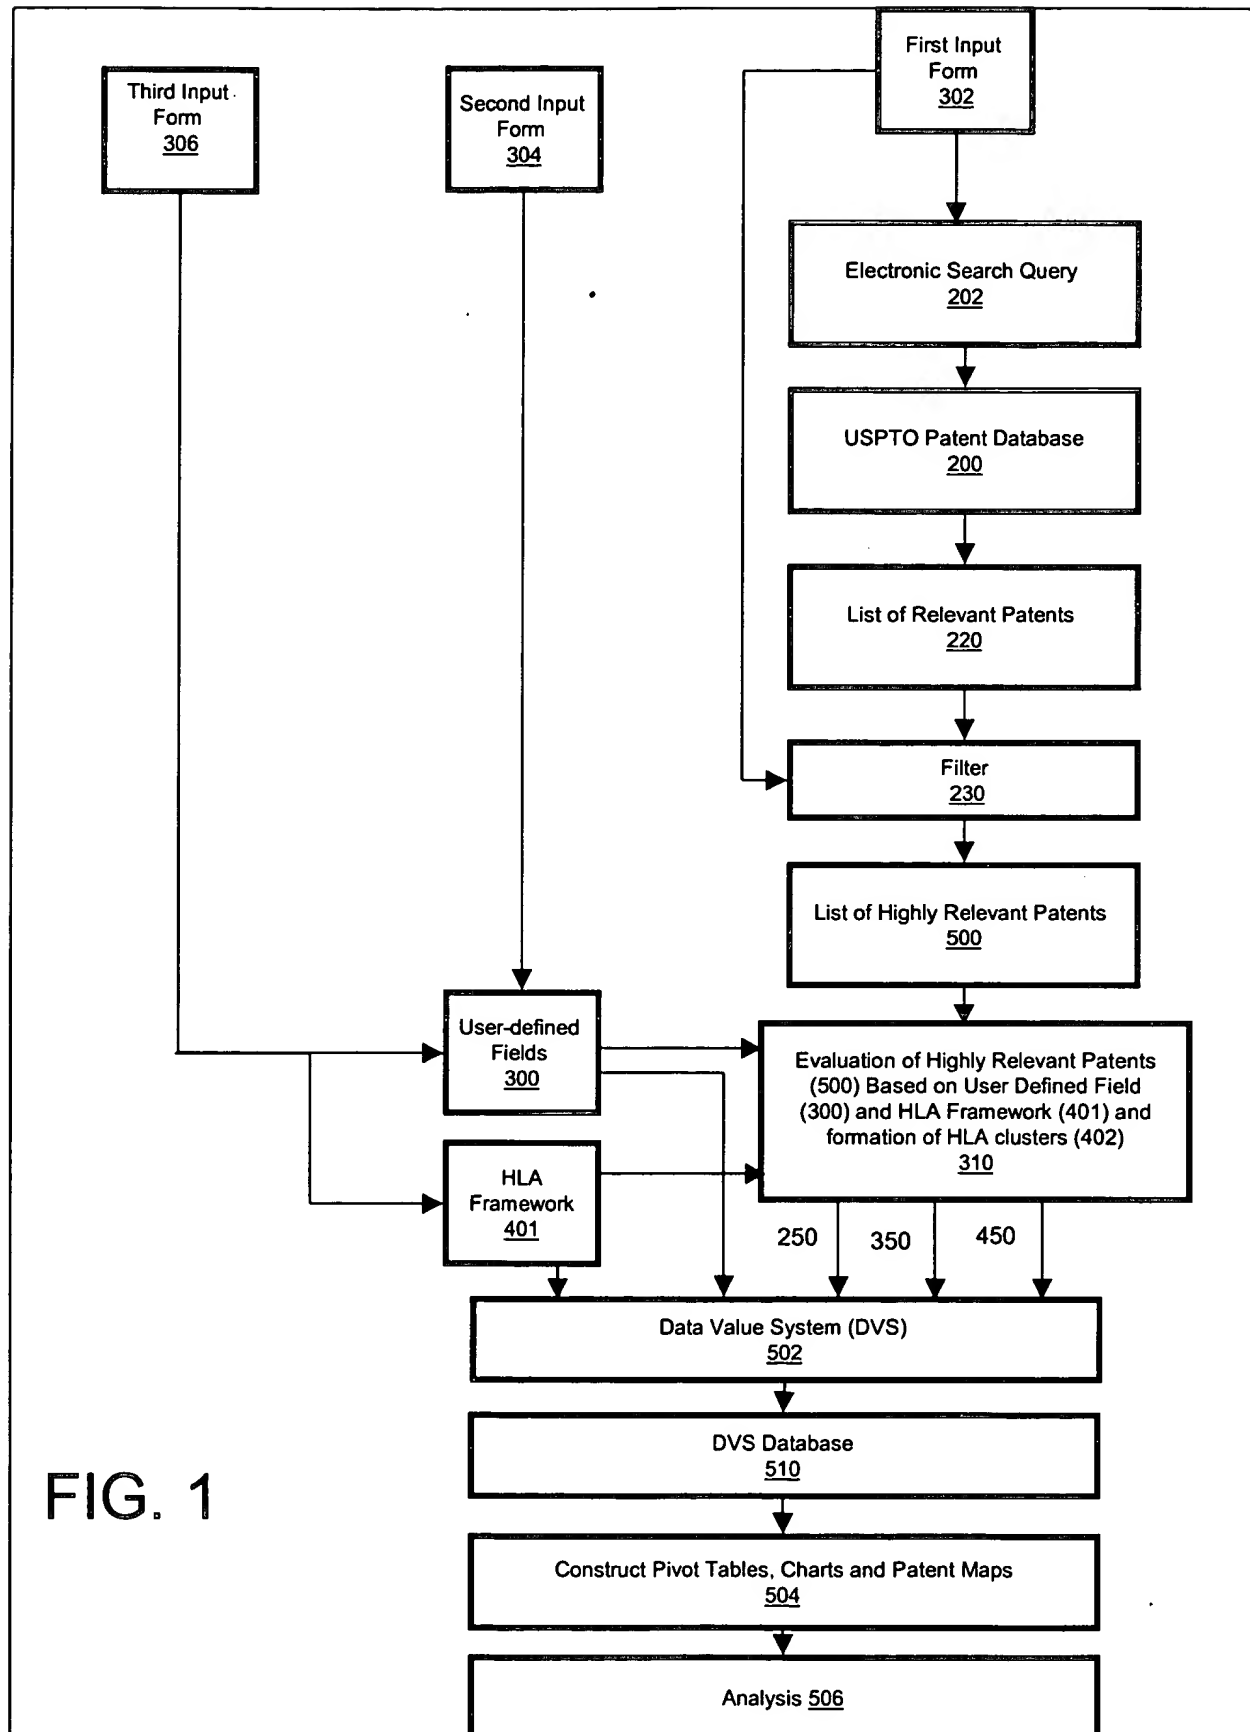 First Input
Form
302
Third Input
Form
306
Second Input
Form
304
Electronic Search Query
202
USPTO Patent Database
200
List of Relevant Patents
220
Filter
230
List of Highly Relevant Patents
500
User-defined
Fields
300
Evaluation of Highly Relevant Patents
(500) Based on User Defined Field
(300) and HLA Framework (401) and
formation of HLA clusters (402)
310
HLA
Framework
401
250
350
450
Data Value System (DVS)
502
DVS Database
510
Construct Pivot Tables, Charts and Patent Maps
504
Analysis 506
FIG. 1